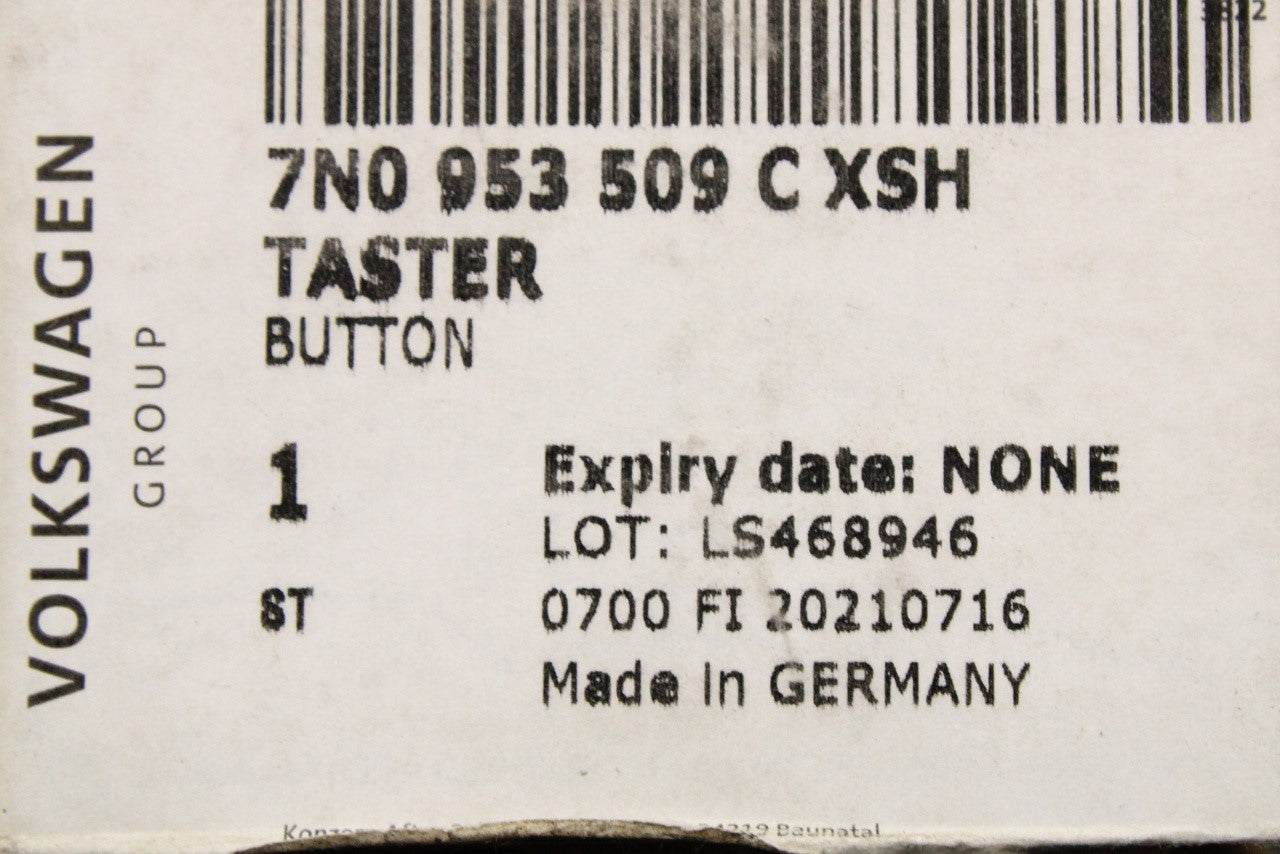 7N0 953 509 C XSH
TASTER
BUTTON
1
Expiry date: NONE
LOT: LS468946
ST
0700 FI 20210716
Made in GERMANY
VOLKSWAGEN
GROUP
Baunatal